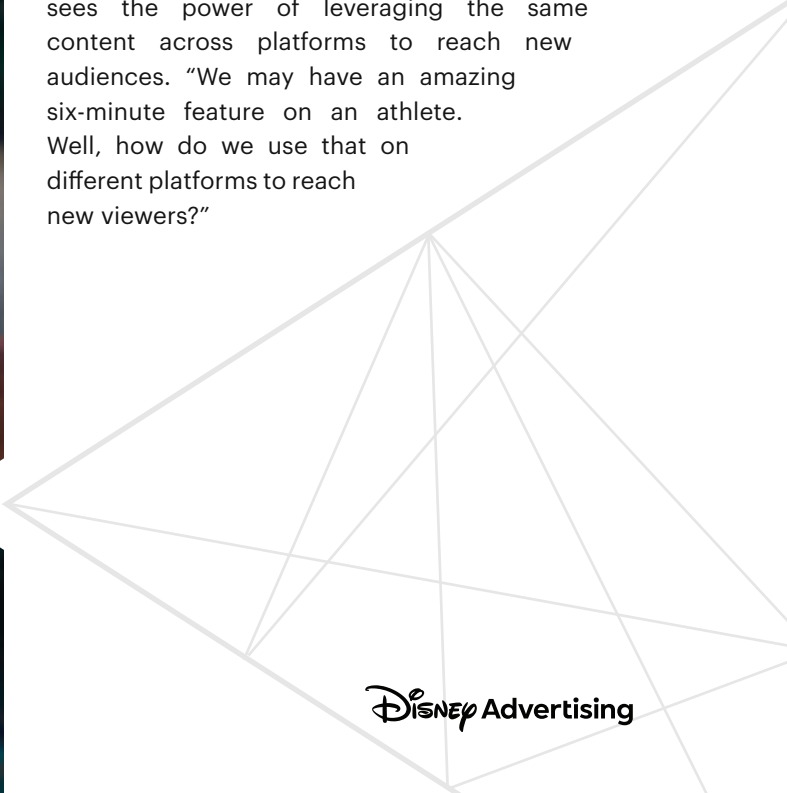 sees the power of leveraging the same
content across platforms to reach new
audiences. “We may have an amazing
six-minute feature on an athlete.
Well, how do we use that on
different platforms to reach
new viewers?”
Disney Advertising